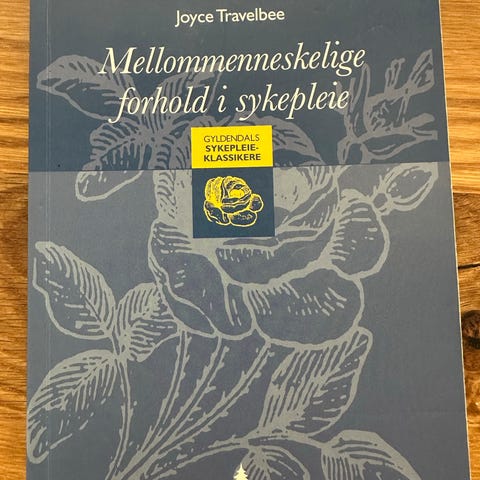 Joyce Travelbee
Mellommenneskelige
forhold i sykepleie
GYLDENDALS
SYKEPLEIE-
KLASSIKERE